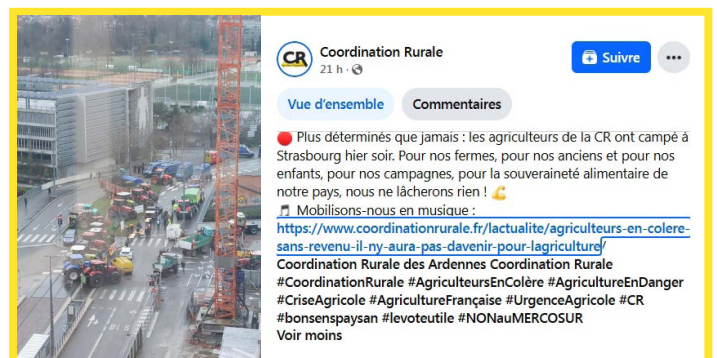 CR
Coordination Rurale
21 h ·
Suivre
Vue d’ensemble
Commentaires
🔴 Plus déterminés que jamais : les agriculteurs de la CR ont campé à
Strasbourg hier soir. Pour nos fermes, pour nos anciens et pour nos
enfants, pour nos campagnes, pour la souveraineté alimentaire de
notre pays, nous ne lâcherons rien ! 💪
🎵 Mobilisons-nous en musique :
https://www.coordinationrurale.fr/lactualite/agriculteurs-en-colere-
sans-revenu-il-ny-aura-pas-davenir-pour-lagriculture/
Coordination Rurale des Ardennes Coordination Rurale
#CoordinationRurale #AgriculteursEnColère #AgricultureEnDanger
#CriseAgricole #AgricultureFrançaise #UrgenceAgricole #CR
#bonsenspaysan #levoteutile #NONauMERCOSUR
Voir moins